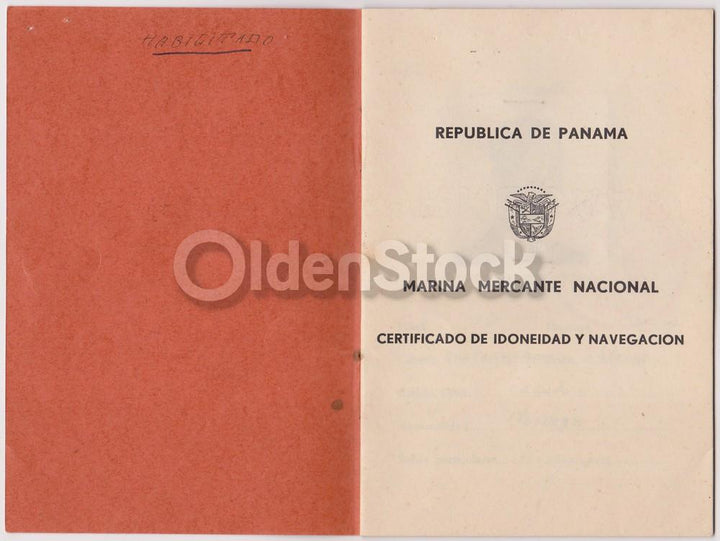 HABILITADO
REPUBLICA DE PANAMA
OldenStock
MARINA MERCANTE NACIONAL
CERTIFICADO DE IDONEIDAD Y NAVEGACION